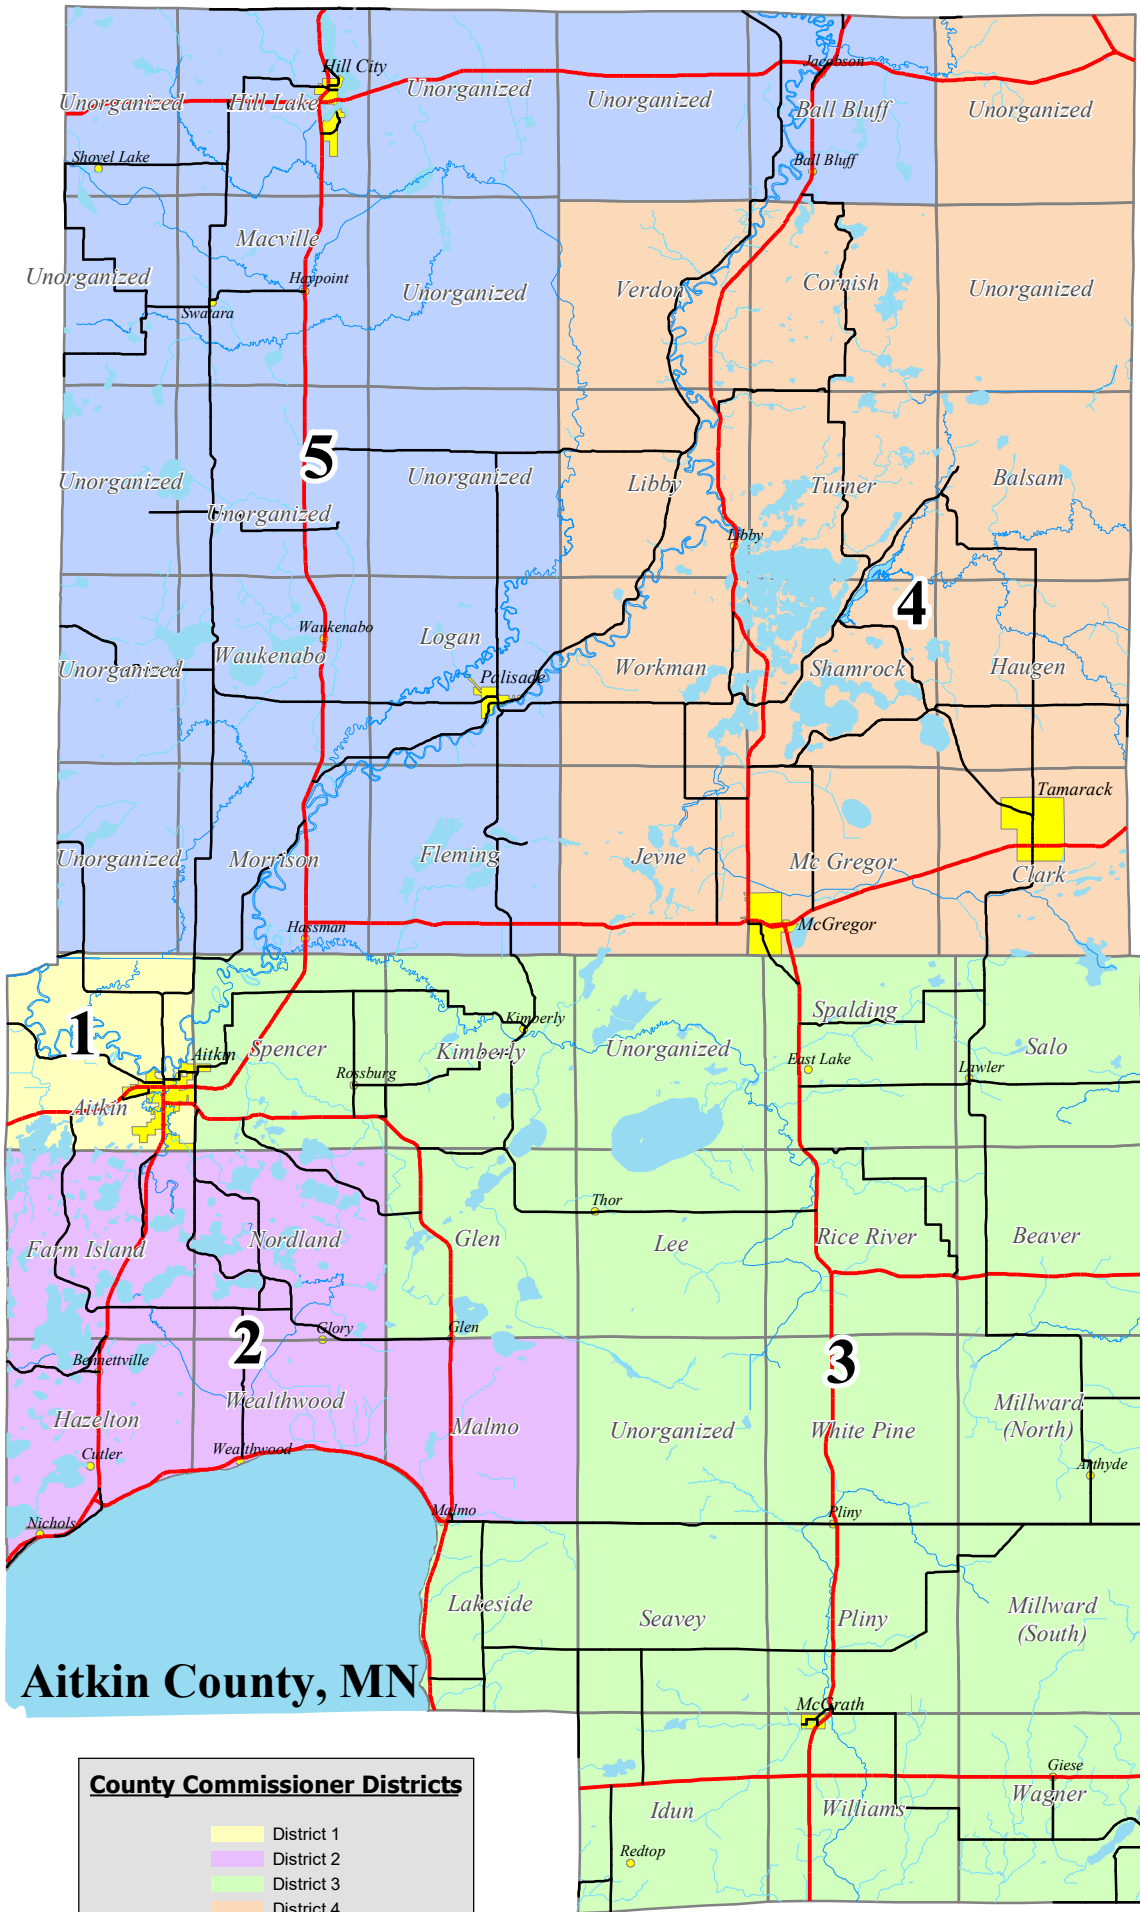 Hill City
Jacobson
Unorganized
Hill Lake
Unorganized
Unorganized
Ball Bluff
Unorganized
Shovel Lake
Ball Bluff
Macville
Unorganized
Haypoint
Unorganized
Verdon
Cornish
Unorganized
Swatara
5
Unorganized
Unorganized
Libby
Turner
Balsam
Unorganized
Libby
4
Waukenabo
Logan
Unorganized
Waukenabo
Palisade
Workman
Shamrock
Haugen
Tamarack
Unorganized
Morrison
Fleming
Jevne
Mc Gregor
Clark
Hassman
McGregor
1
Kimberly
Spalding
Aitkin
Spencer
Kimberly
Unorganized
East Lake
Salo
Rossburg
Lawler
Aitkin
Thor
Farm Island
Nordland
Glen
Lee
Rice River
Beaver
2
Glory
Glen
3
Bennettville
Hazelton
Wealthwood
Malmo
Unorganized
White Pine
Millward
(North)
Cutler
Wealthwood
Arthyde
Nichols
Malmo
Pliny
Lakeside
Seavey
Pliny
Millward
(South)
Aitkin County, MN
McGrath
County Commissioner Districts
Giese
Idun
Williams
Wagner
District 1
Redtop
District 2
District 3
District 4